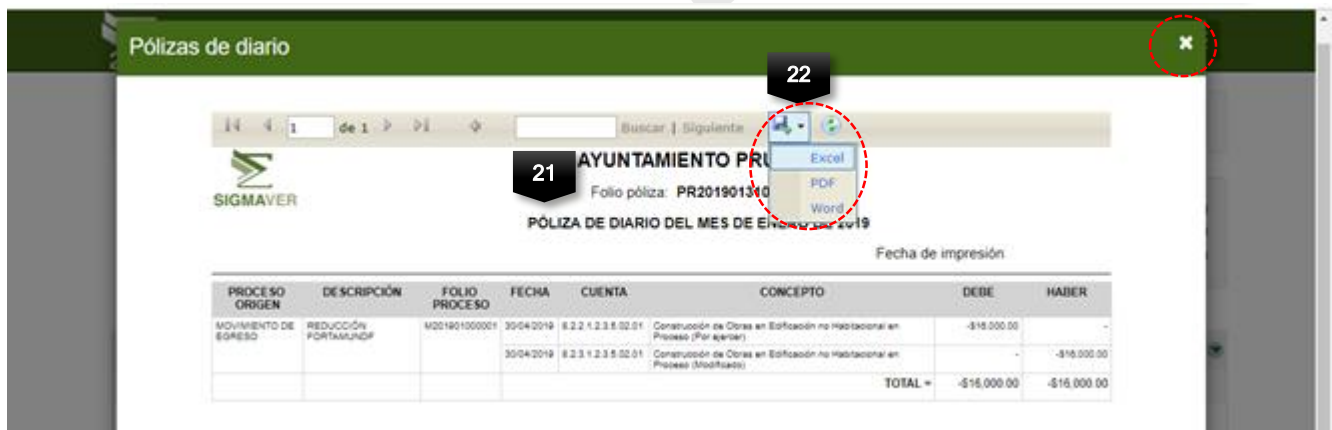 Pólizas de diario
22
1 de 1 Buscar | Siguiente
Excel
PDF
Word
21
AYUNTAMIENTO
SIGMAVER
Folio póliza:
PÓLIZA DE DIARIO DEL MES DE ENERO DE 2019
Fecha de impresión
PROCESO ORIGEN DESCRIPCIÓN FOLIO PROCESO FECHA CUENTA CONCEPTO DEBE HABER
MOVIMIENTO DE EGRESO REDUCCIÓN M201901000001 30/04/2019 8.2.2.1.2.3.5.02.01 Construcción de Obras en Edificación no Habitacional en Proceso (Por ejercer) -$16,000.00 -
30/04/2019 8.2.3.1.2.3.5.02.01 Construcción de Obras en Edificación no Habitacional en Proceso (Modificado) - -$16,000.00
TOTAL = -$16,000.00 -$16,000.00